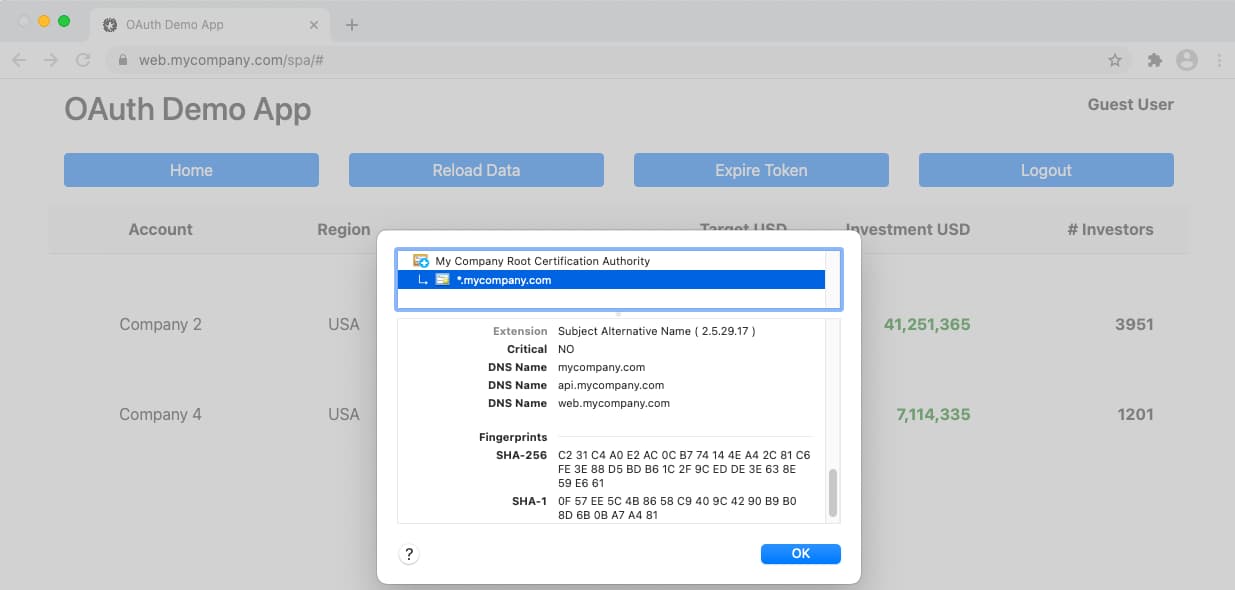 OAuth Demo App
web.mycompany.com/spa/#
OAuth Demo App
Guest User
Home Reload Data Expire Token Logout
Account Region Target USD Investment USD # Investors
Company 2 USA 41,251,365 3951
Company 4 USA 7,114,335 1201
My Company Root Certification Authority
*.mycompany.com
Extension Subject Alternative Name ( 2.5.29.17 )
Critical NO
DNS Name mycompany.com
DNS Name api.mycompany.com
DNS Name web.mycompany.com
Fingerprints
SHA-256 C2 31 C4 A0 E2 AC 0C B7 74 14 4E A4 2C 81 C6
FE 3E 88 D5 BD B6 1C 2F 9C ED DE 3E 63 8E
59 E6 61
SHA-1 0F 57 EE 5C 4B 86 58 C9 40 9C 42 90 B9 B0
8D 6B 0B A7 A4 81
? OK